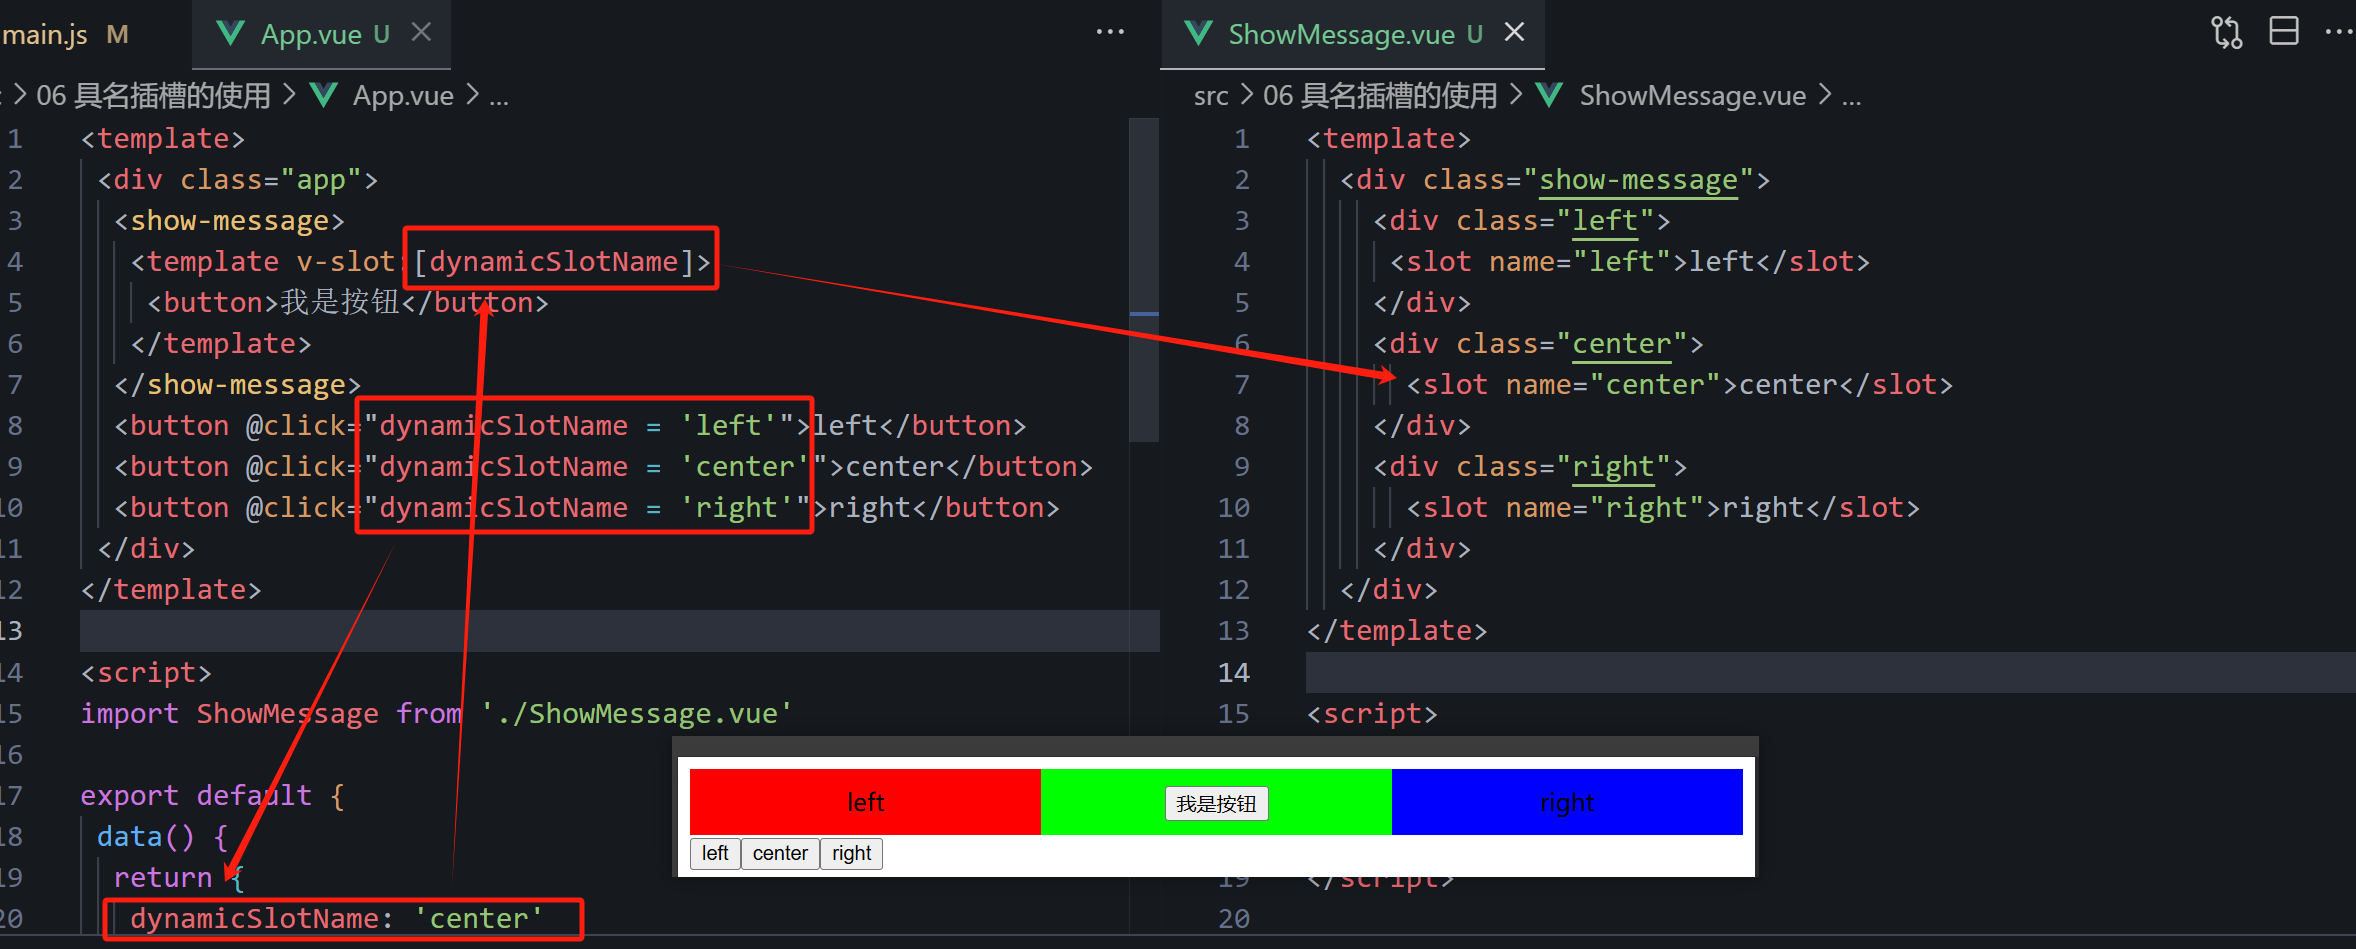 main.js M
App.vue U
> 06 具名插槽的使用 > App.vue > ...
1 <template>
2 <div class="app">
3 <show-message>
4 <template v-slot:[dynamicSlotName]>
5 <button>我是按钮</button>
6 </template>
7 </show-message>
8 <button @click="dynamicSlotName = 'left'">left</button>
9 <button @click="dynamicSlotName = 'center'">center</button>
10 <button @click="dynamicSlotName = 'right'">right</button>
11 </div>
12 </template>
13
14 <script>
15 import ShowMessage from './ShowMessage.vue'
16
17 export default {
18 data() {
19 return {
20 dynamicSlotName: 'center'
ShowMessage.vue U
src > 06 具名插槽的使用 > ShowMessage.vue > ...
1 <template>
2 <div class="show-message">
3 <div class="left">
4 <slot name="left">left</slot>
5 </div>
6 <div class="center">
7 <slot name="center">center</slot>
8 </div>
9 <div class="right">
10 <slot name="right">right</slot>
11 </div>
12 </div>
13 </template>
14
15 <script>
19 </script>
20
left 我是按钮 right
left center right